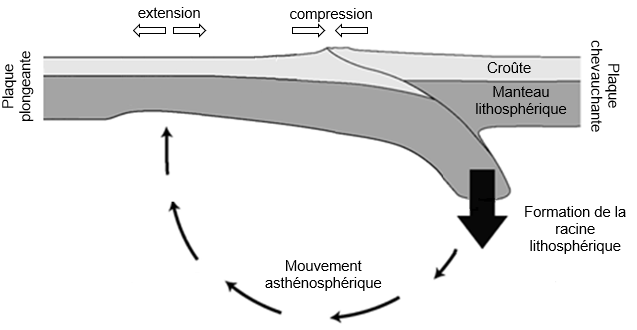 extension
compression
Plaque
plongeante
Croûte
Manteau
lithosphérique
Plaque
chevauchante
Formation de la
racine
lithosphérique
Mouvement
asthénosphérique